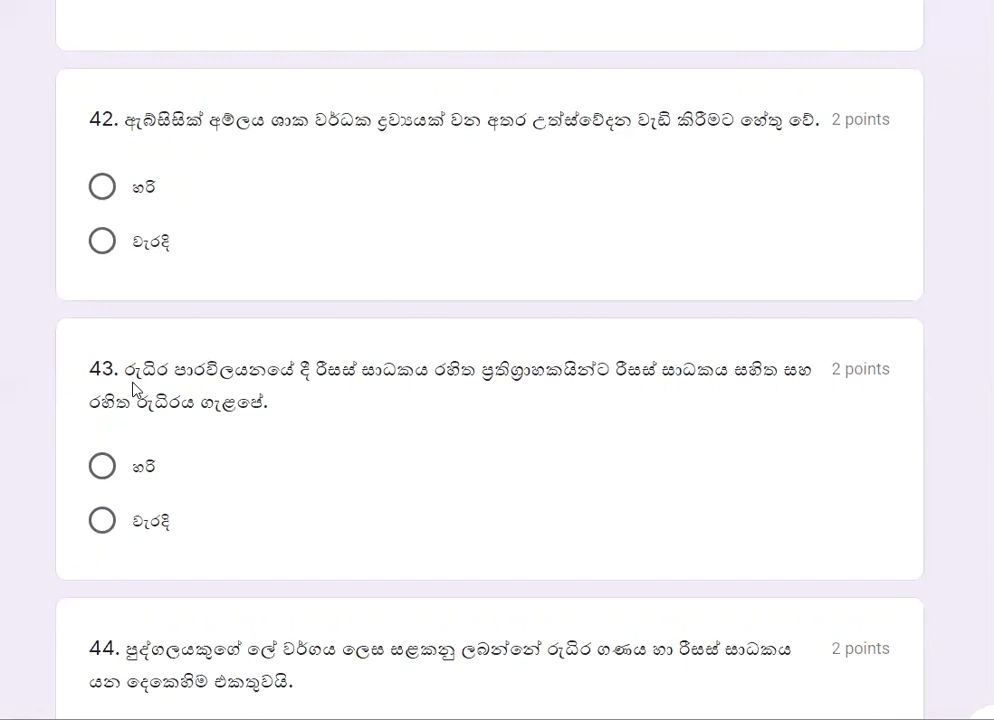 42. ඇබ්සිසික් අම්ලය ශාක වර්ධක ද්‍රව්‍යයක් වන අතර උත්ස්වේදන වැඩි කිරීමට හේතු වේ. 2 points
හරි
වැරදි
43. රුධිර පාරවිලයනයේ දී රීසස් සාධකය රහිත ප්‍රතිග්‍රාහකයින්ට රීසස් සාධකය සහිත සහ 2 points
රහිත රුධිරය ගැළපේ.
හරි
වැරදි
44. පුද්ගලයකුගේ ලේ වර්ගය ලෙස සළකනු ලබන්නේ රුධිර ගණය හා රීසස් සාධකය 2 points
යන දෙකෙහිම එකතුවයි.